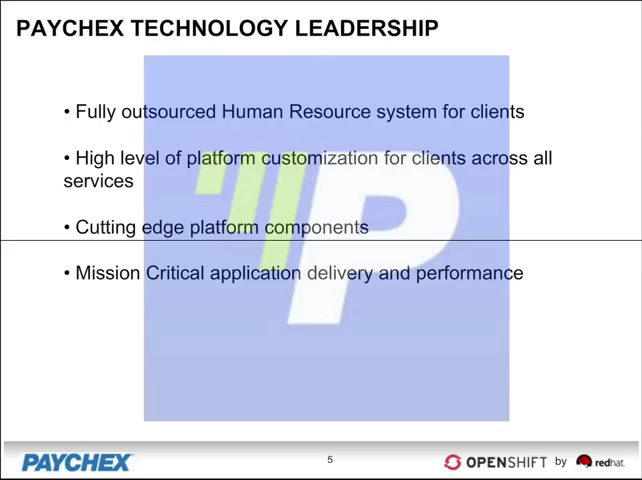 PAYCHEX TECHNOLOGY LEADERSHIP
• Fully outsourced Human Resource system for clients
• High level of platform customization for clients across all
services
• Cutting edge platform components
• Mission Critical application delivery and performance
P
PAYCHEX
5
OPENSHIFT by redhat.